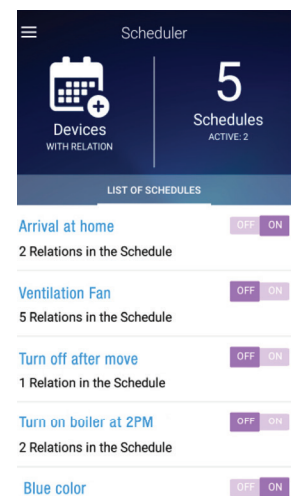 Scheduler
Devices
WITH RELATION
5
Schedules
ACTIVE: 2
LIST OF SCHEDULES
Arrival at home
OFF ON
2 Relations in the Schedule
Ventilation Fan
OFF ON
5 Relations in the Schedule
Turn off after move
OFF ON
1 Relation in the Schedule
Turn on boiler at 2PM
OFF ON
2 Relations in the Schedule
Blue color
OFF ON